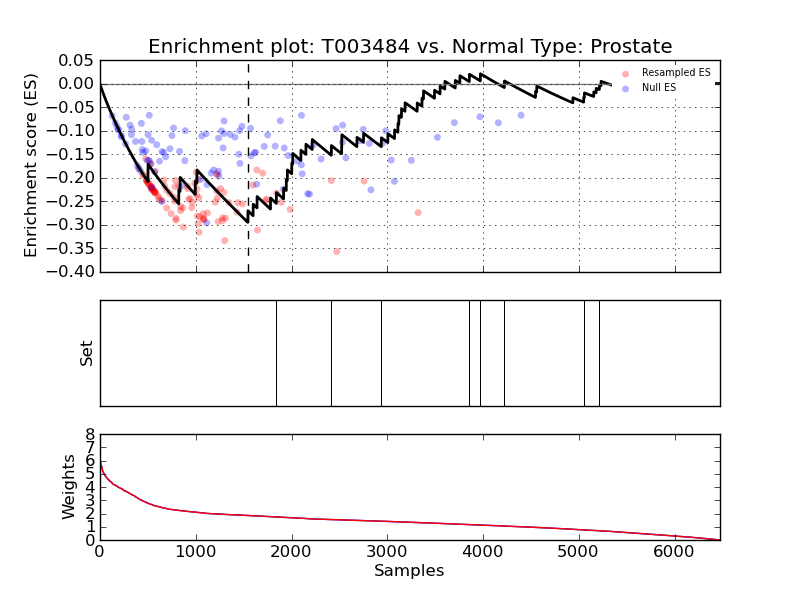 Enrichment plot: T003484 vs. Normal Type: Prostate
Enrichment score (ES)
0.05
0.00
−0.05
−0.10
−0.15
−0.20
−0.25
−0.30
−0.35
−0.40
Resampled ES
Null ES
Set
Weights
8
7
6
5
4
3
2
1
0
0 1000 2000 3000 4000 5000 6000
Samples